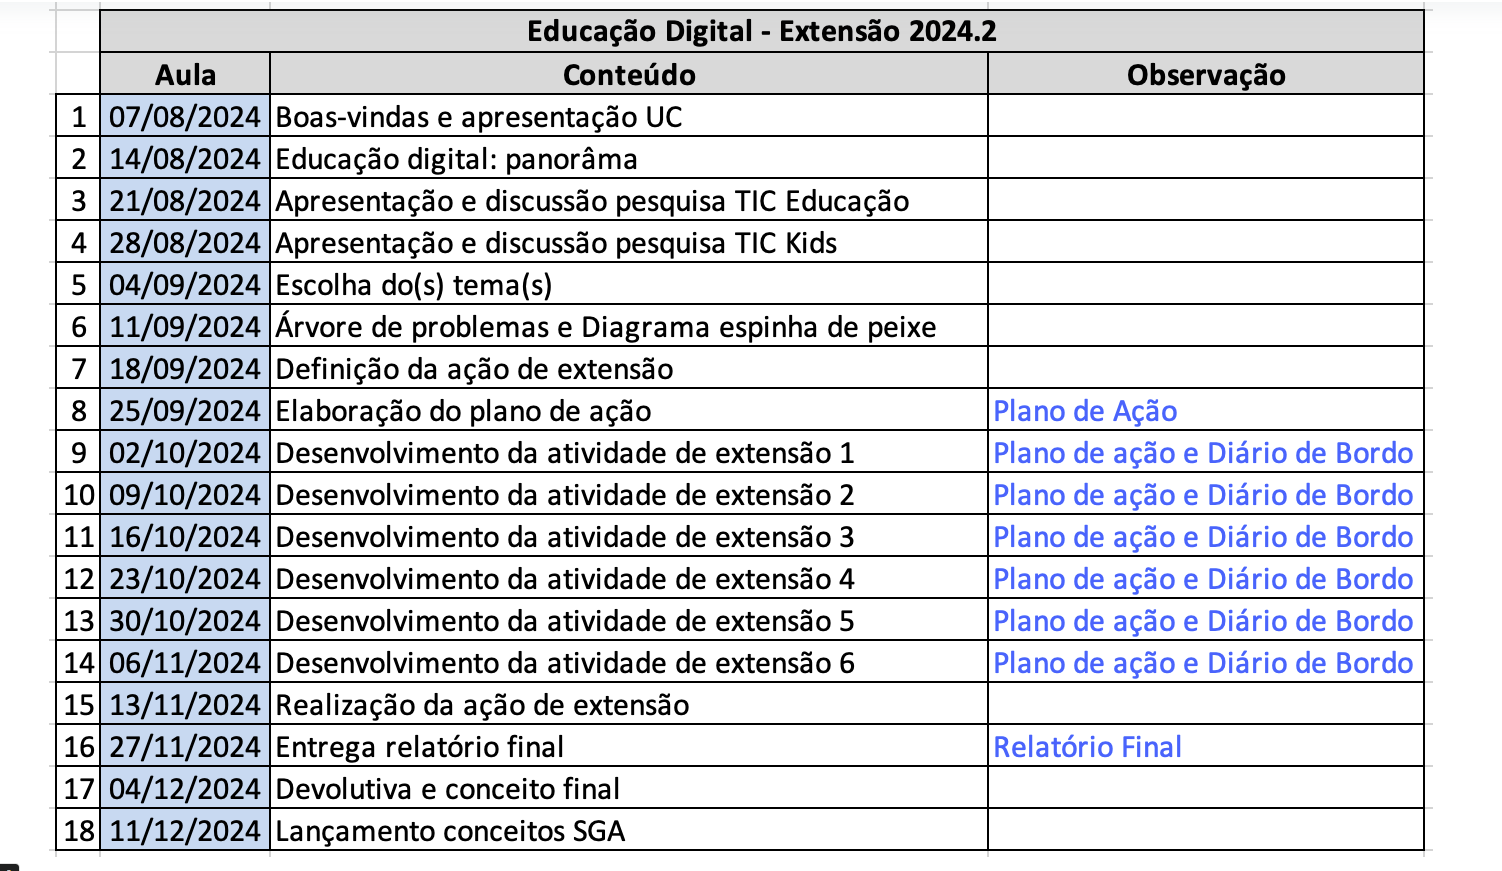 Educação Digital - Extensão 2024.2
Aula Conteúdo Observação
1 07/08/2024 Boas-vindas e apresentação UC
2 14/08/2024 Educação digital: panorâma
3 21/08/2024 Apresentação e discussão pesquisa TIC Educação
4 28/08/2024 Apresentação e discussão pesquisa TIC Kids
5 04/09/2024 Escolha do(s) tema(s)
6 11/09/2024 Árvore de problemas e Diagrama espinha de peixe
7 18/09/2024 Definição da ação de extensão
8 25/09/2024 Elaboração do plano de ação Plano de Ação
9 02/10/2024 Desenvolvimento da atividade de extensão 1 Plano de ação e Diário de Bordo
10 09/10/2024 Desenvolvimento da atividade de extensão 2 Plano de ação e Diário de Bordo
11 16/10/2024 Desenvolvimento da atividade de extensão 3 Plano de ação e Diário de Bordo
12 23/10/2024 Desenvolvimento da atividade de extensão 4 Plano de ação e Diário de Bordo
13 30/10/2024 Desenvolvimento da atividade de extensão 5 Plano de ação e Diário de Bordo
14 06/11/2024 Desenvolvimento da atividade de extensão 6 Plano de ação e Diário de Bordo
15 13/11/2024 Realização da ação de extensão
16 27/11/2024 Entrega relatório final Relatório Final
17 04/12/2024 Devolutiva e conceito final
18 11/12/2024 Lançamento conceitos SGA